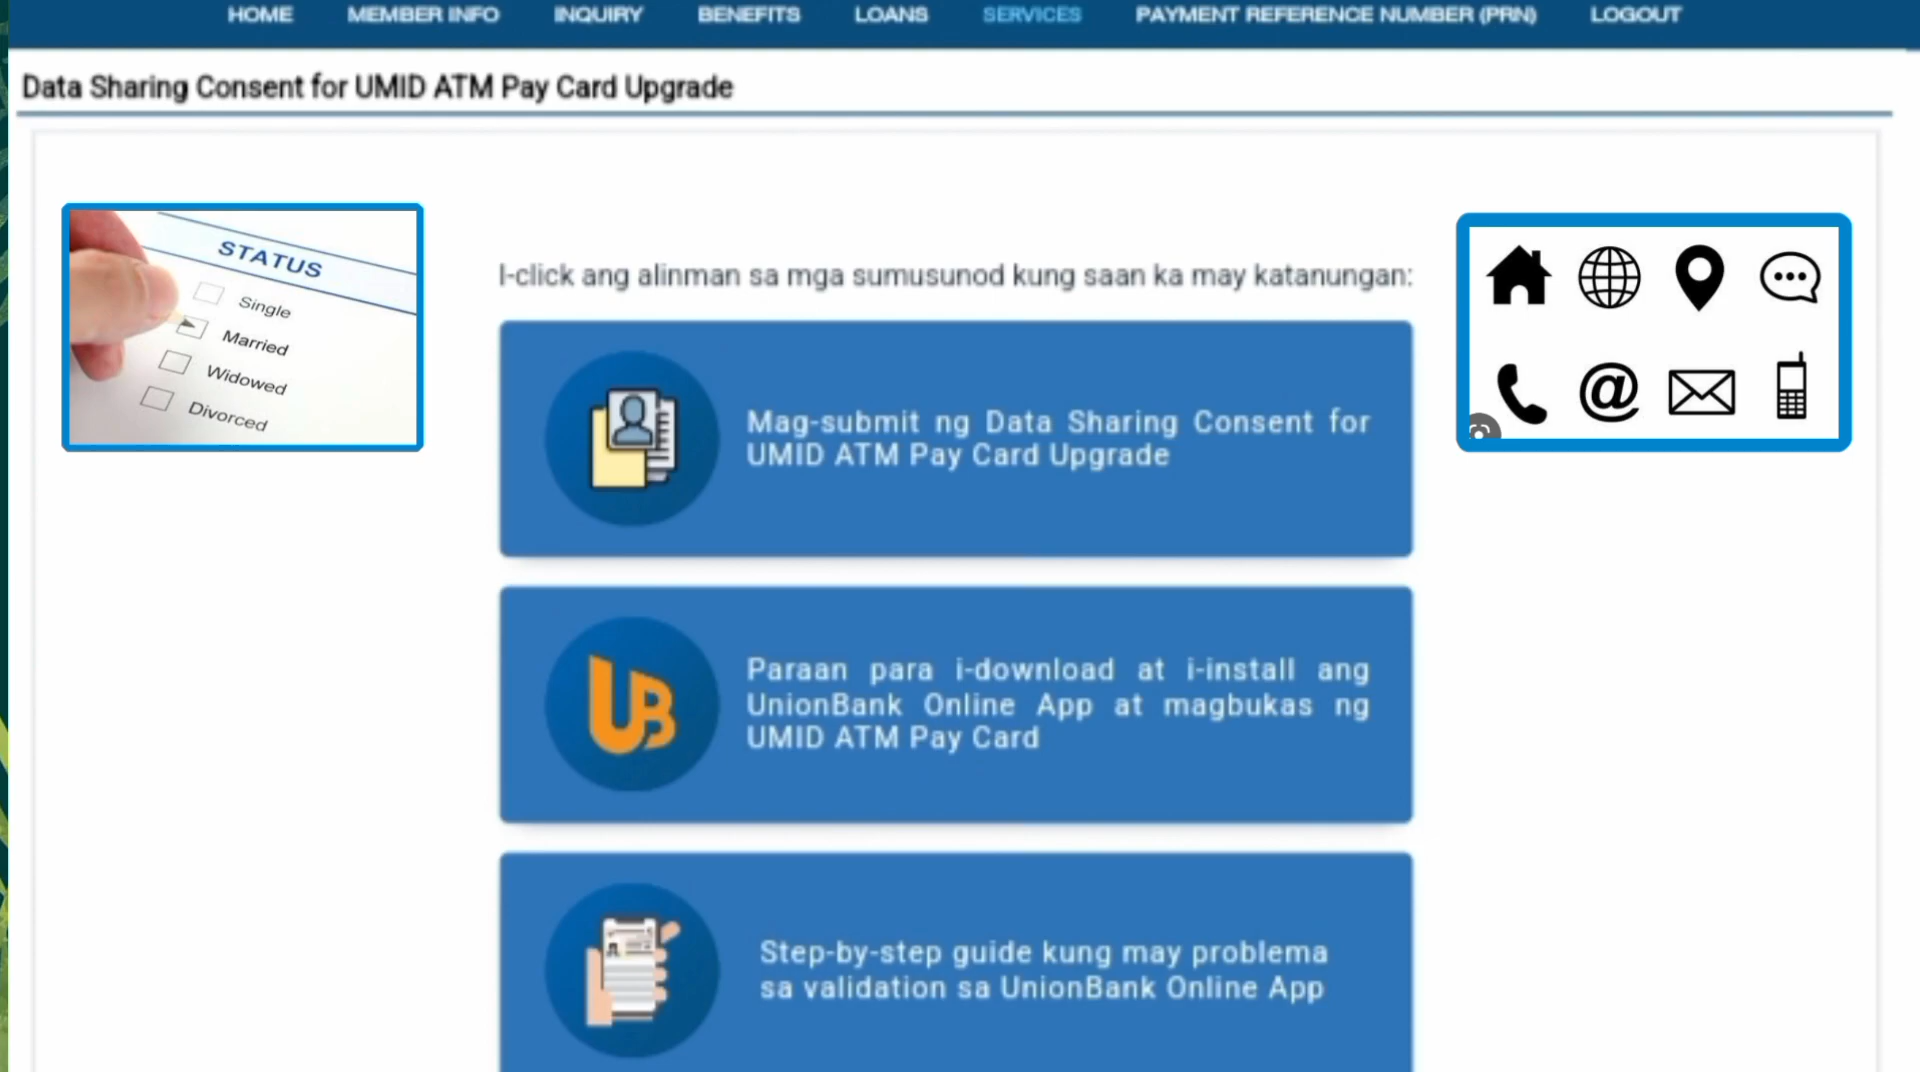 HOME MEMBER INFO INQUIRY BENEFITS LOANS SERVICES PAYMENT REFERENCE NUMBER (PRN) LOGOUT
Data Sharing Consent for UMID ATM Pay Card Upgrade
STATUS
Single
Married
Widowed
Divorced
I-click ang alinman sa mga sumusunod kung saan ka may katanungan:
Mag-submit ng Data Sharing Consent for
UMID ATM Pay Card Upgrade
UB
Paraan para i-download at i-install ang
UnionBank Online App at magbukas ng
UMID ATM Pay Card
Step-by-step guide kung may problema
sa validation sa UnionBank Online App
@